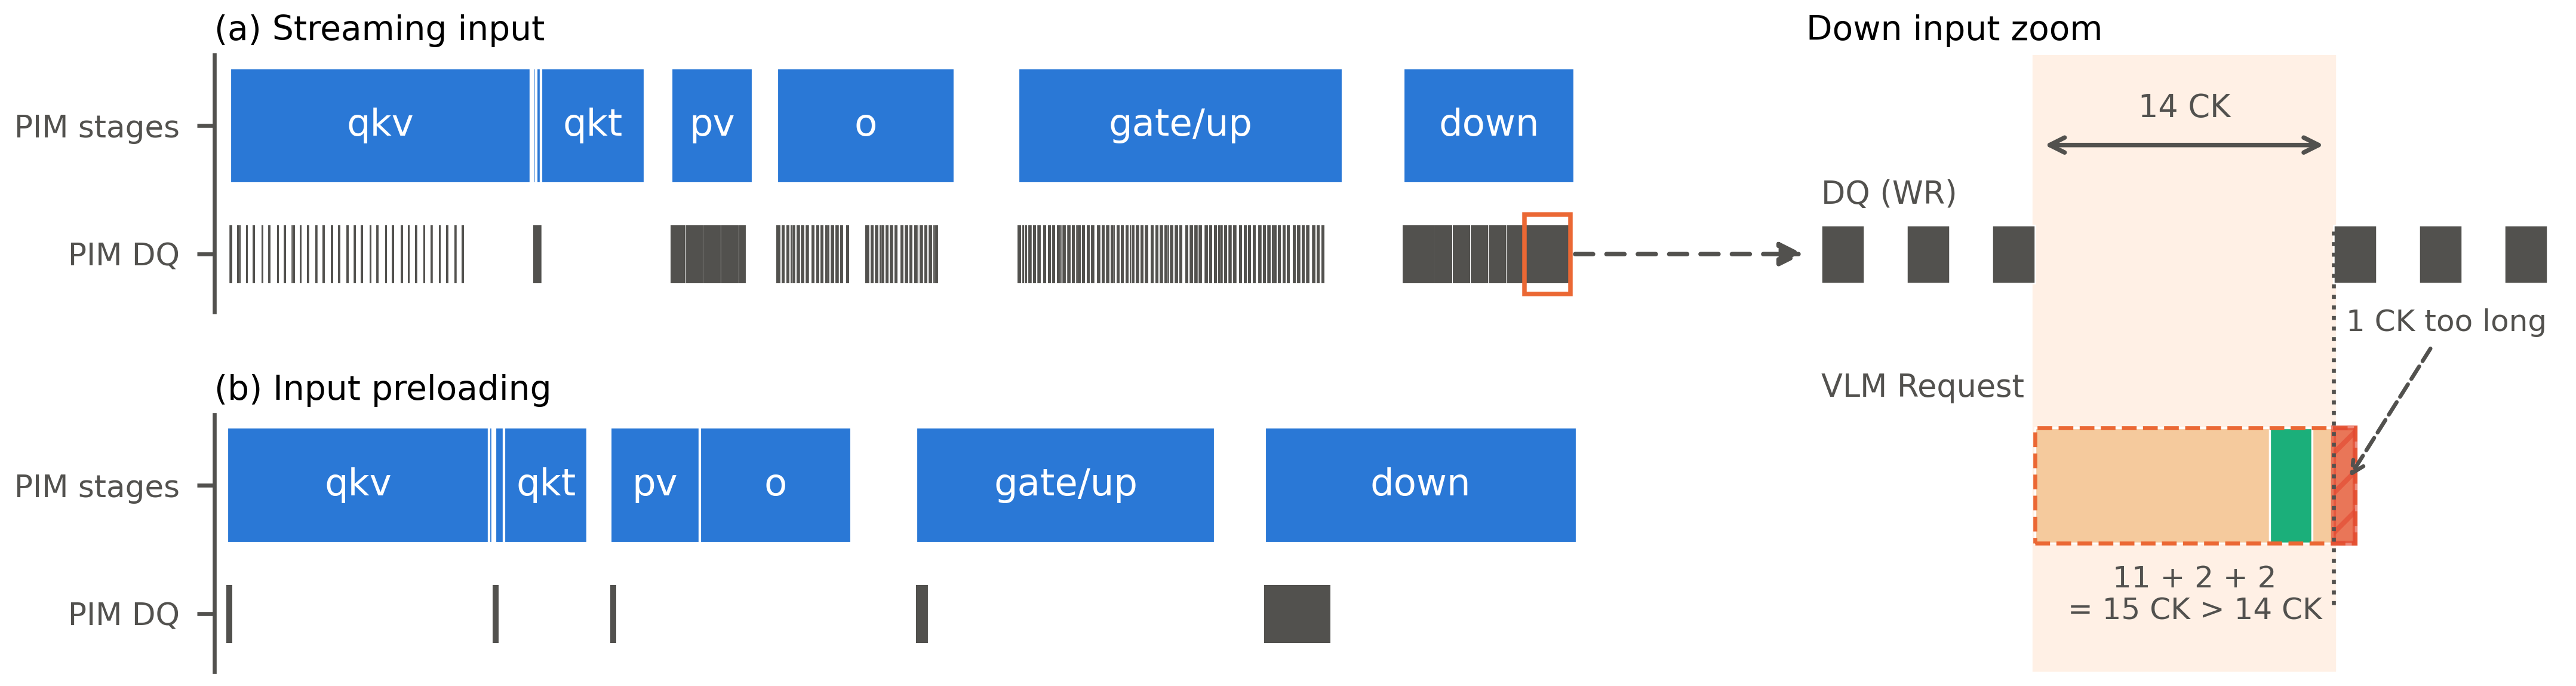 (a) Streaming input
PIM stages
qkv
qkt
pv
o
gate/up
down
PIM DQ
Down input zoom
14 CK
DQ (WR)
1 CK too long
VLM Request
11 + 2 + 2
= 15 CK > 14 CK
(b) Input preloading
PIM stages
qkv
qkt
pv
o
gate/up
down
PIM DQ